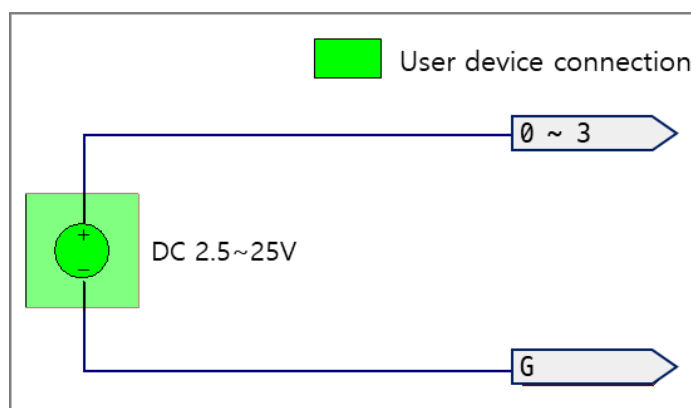 User device connection
0 ~ 3
+
DC 2.5~25V
−
G